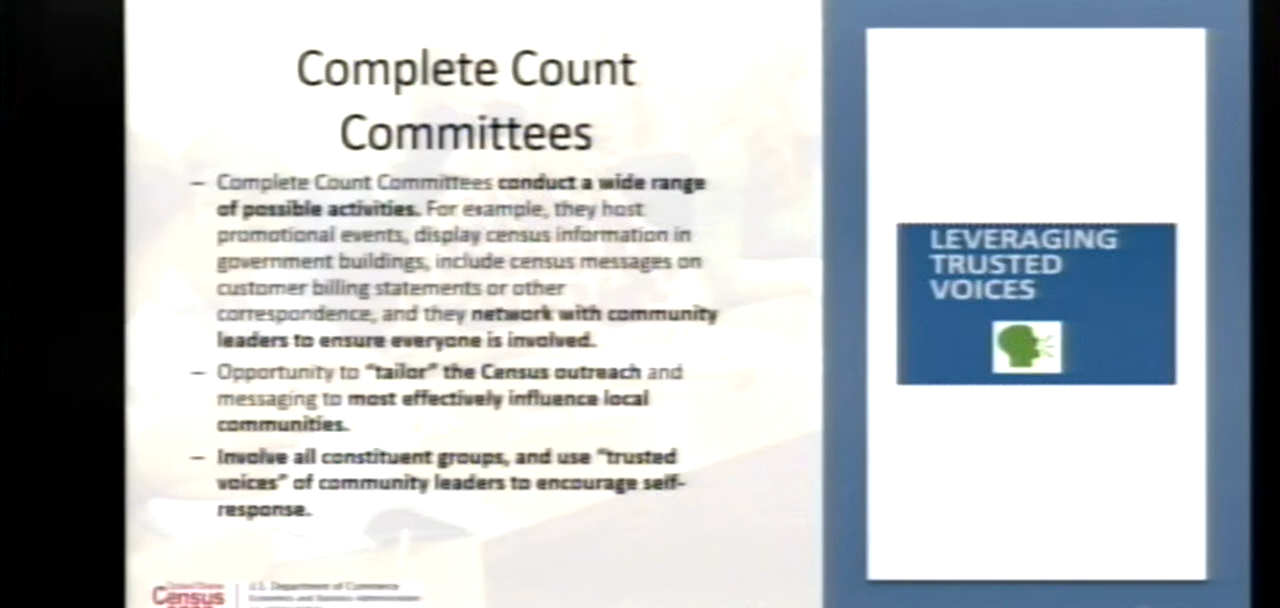 Complete Count
Committees
– Complete Count Committees conduct a wide range
of possible activities. For example, they host
promotional events, display census information in
government buildings, include census messages on
customer billing statements or other
correspondence, and they network with community
leaders to ensure everyone is involved.
– Opportunity to “tailor” the Census outreach and
messaging to most effectively influence local
communities.
– Involve all constituent groups, and use “trusted
voices” of community leaders to encourage self-
response.
LEVERAGING
TRUSTED
VOICES
Census
U.S. Department of Commerce